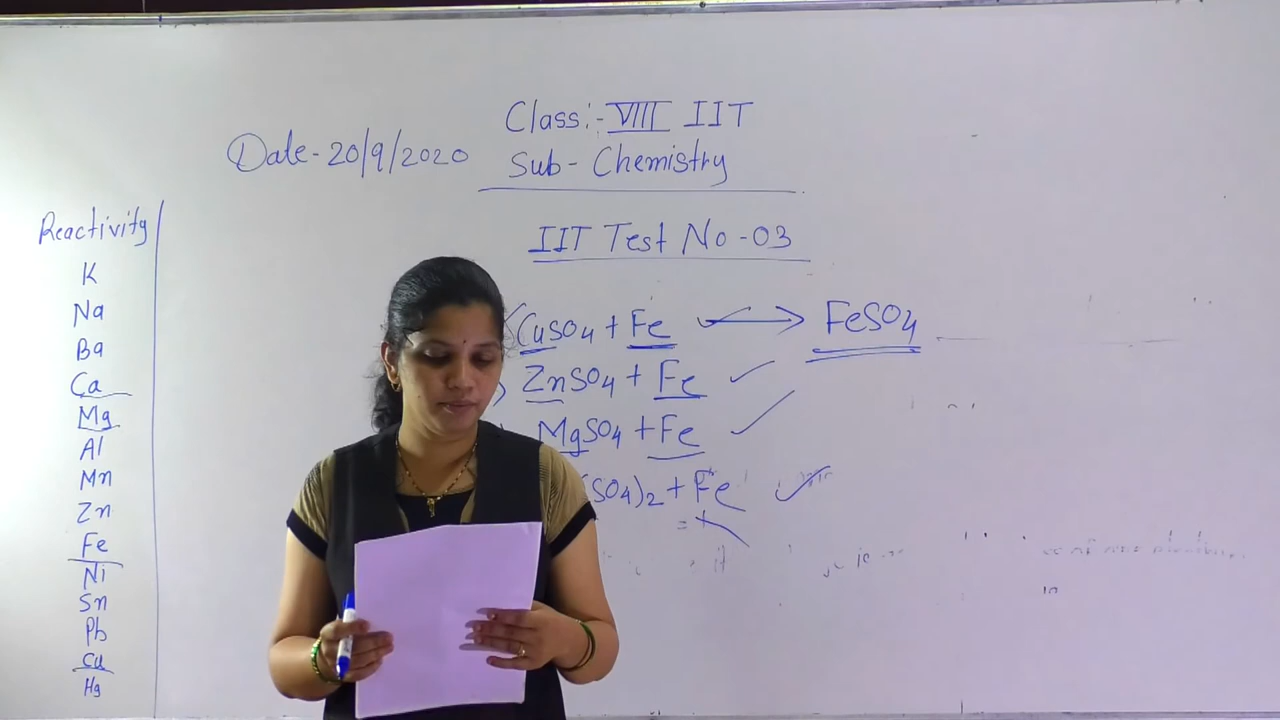 Class:- VIII IIT
Date- 20/9/2020
Sub- Chemistry
IIT Test No -03
Reactivity
K
Na
Ba
Ca
Mg
Al
Mn
Zn
Fe
Ni
Sn
Pb
Cu
Hg
CuSO4 + Fe → FeSO4
ZnSO4 + Fe
MgSO4 + Fe
(SO4)2 + Fe